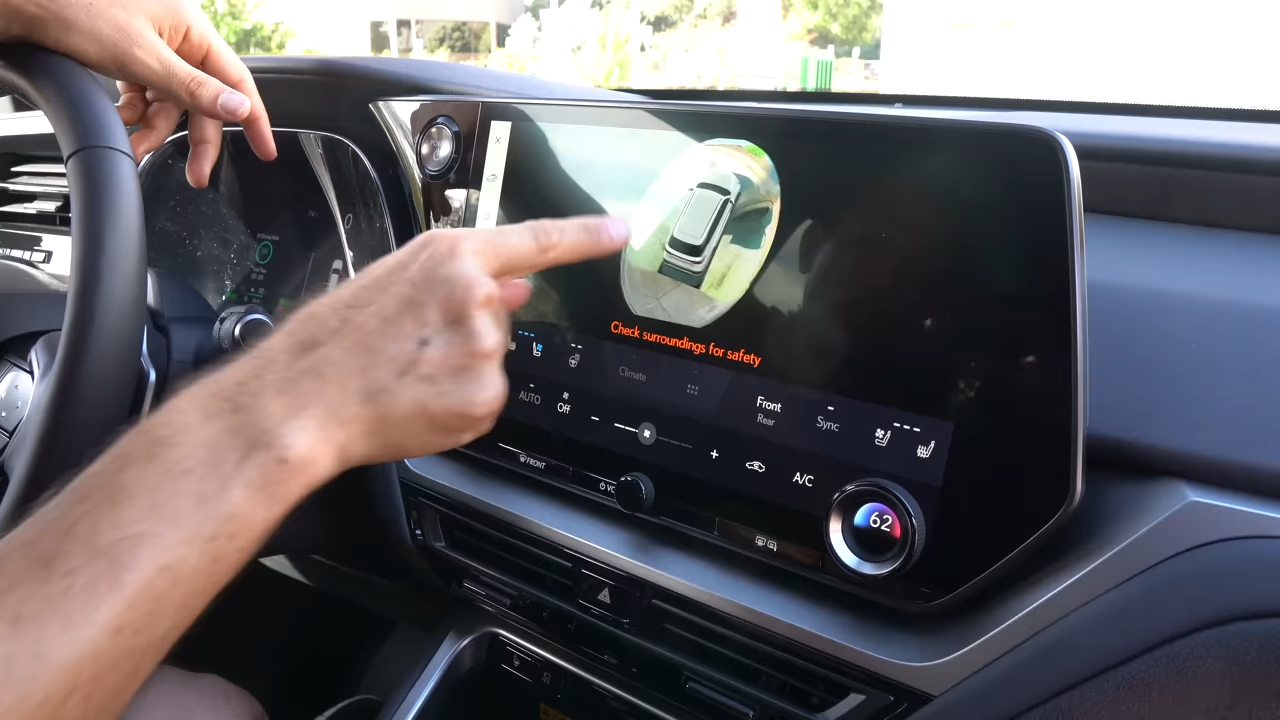 Check surroundings for safety
Climate
AUTO
Off
Front
Rear
Sync
A/C
FRONT
62